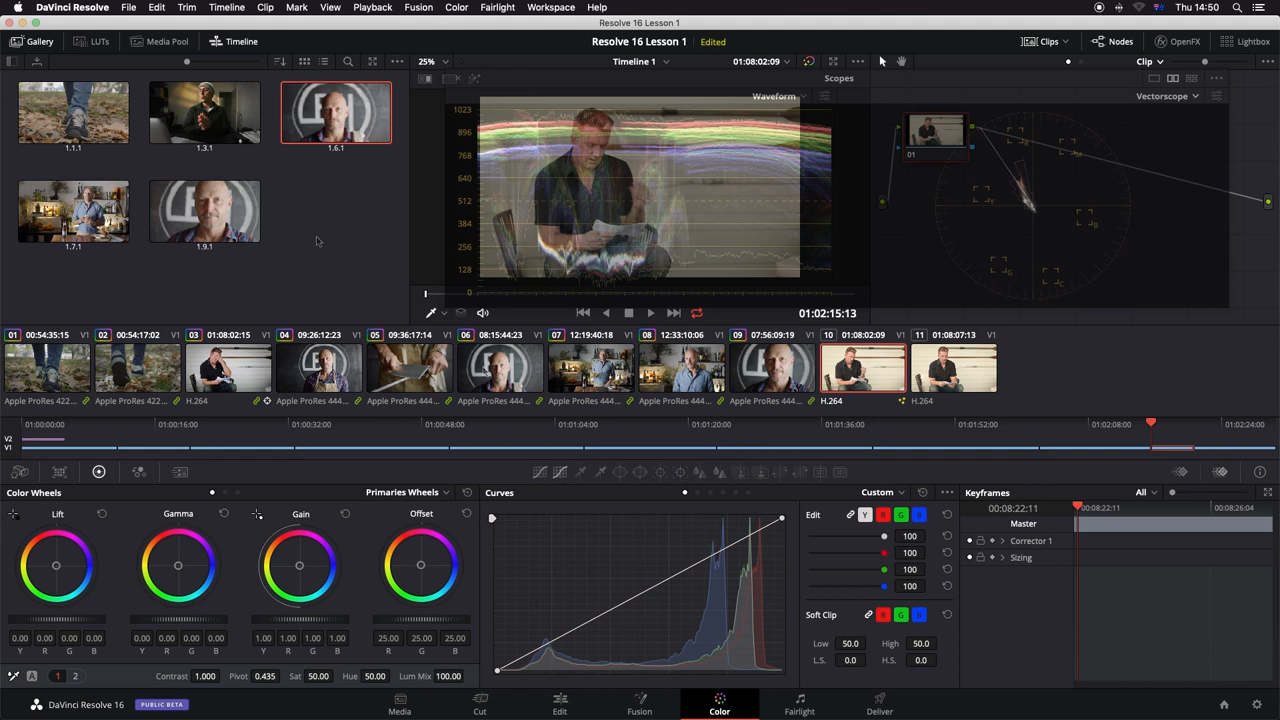 DaVinci Resolve File Edit Trim Timeline Clip Mark View Playback Fusion Color Fairlight Workspace Help Thu 14:50
Resolve 16 Lesson 1
Gallery LUTs Media Pool Timeline Resolve 16 Lesson 1 Edited Clips Nodes OpenFX Lightbox
25% Timeline 1 01:08:02:09 Clip
Scopes
Waveform Vectorscope
1023
896
768
640
512
384
256
128
0
01
R
M
Y
B
G
C
1.1.1 1.3.1 1.6.1
1.7.1 1.9.1
01:02:15:13
01 00:54:35:15 V1 02 00:54:17:02 V1 03 01:08:02:15 V1 04 09:26:12:23 V1 05 09:36:17:14 V1 06 08:15:44:23 V1 07 12:19:40:18 V1 08 12:33:10:06 V1 09 07:56:09:19 V1 10 01:08:02:09 V1 11 01:08:07:13 V1
Apple ProRes 422... Apple ProRes 422... H.264 Apple ProRes 444... Apple ProRes 444... Apple ProRes 444... Apple ProRes 444... Apple ProRes 444... Apple ProRes 444... H.264 H.264
01:00:00:00 01:00:16:00 01:00:32:00 01:00:48:00 01:01:04:00 01:01:20:00 01:01:36:00 01:01:52:00 01:02:08:00 01:02:24:00
V2
V1
Color Wheels Primaries Wheels Curves Custom Keyframes All
Lift Gamma Gain Offset
Edit Y R G B
100
100
100
100
Soft Clip R G B
Low 50.0 High 50.0
L.S. 0.0 H.S. 0.0
00:08:22:11 00:08:22:11 00:08:26:04
Master
Corrector 1
Sizing
0.00 0.00 0.00 0.00 0.00 0.00 0.00 0.00 1.00 1.00 1.00 1.00 25.00 25.00 25.00
Y R G B Y R G B Y R G B R G B
A 1 2 Contrast 1.000 Pivot 0.435 Sat 50.00 Hue 50.00 Lum Mix 100.00
DaVinci Resolve 16 PUBLIC BETA Media Cut Edit Fusion Color Fairlight Deliver